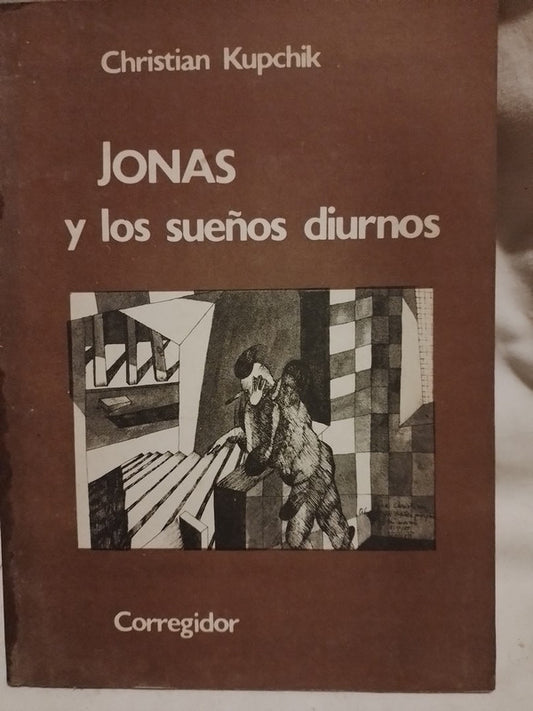 Christian Kupchik
JONAS
y los sueños diurnos
Corregidor